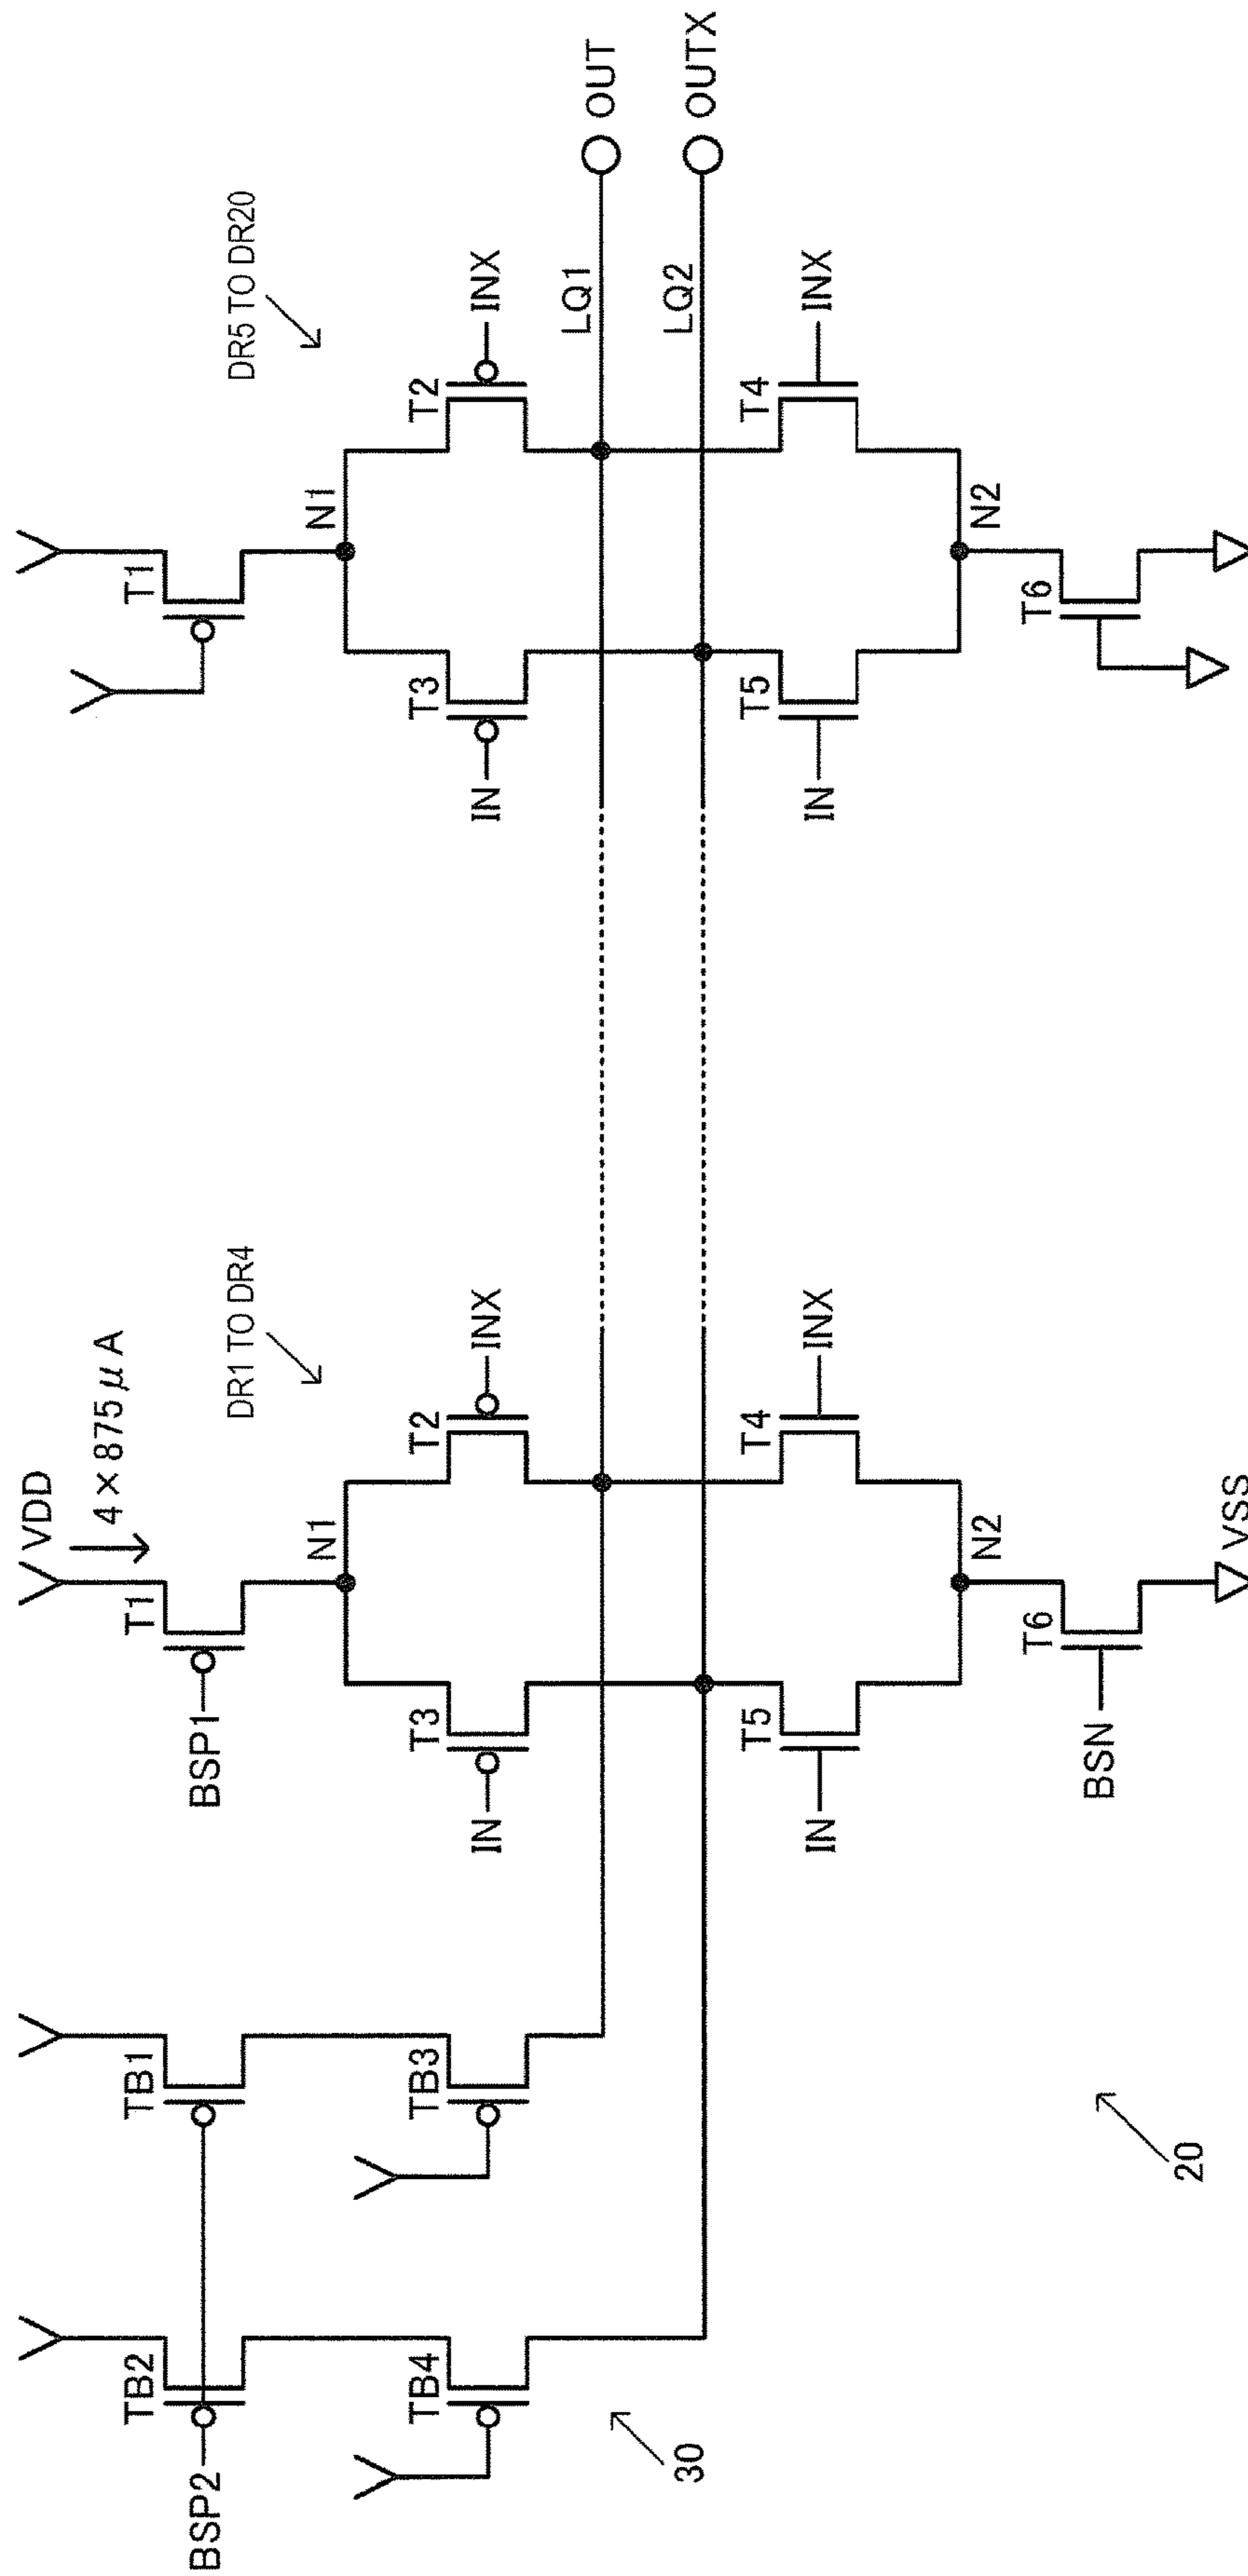 VDD
4×875μA
DR1 TO DR4
DR5 TO DR20
BSP2
TB2
TB1
BSP1
T1
T1
N1
N1
TB4
TB3
IN
T3
T2
INX
IN
T3
T2
INX
LQ1
OUT
LQ2
OUTX
30
IN
T5
T4
INX
IN
T5
T4
INX
N2
N2
BSN
T6
T6
20
VSS